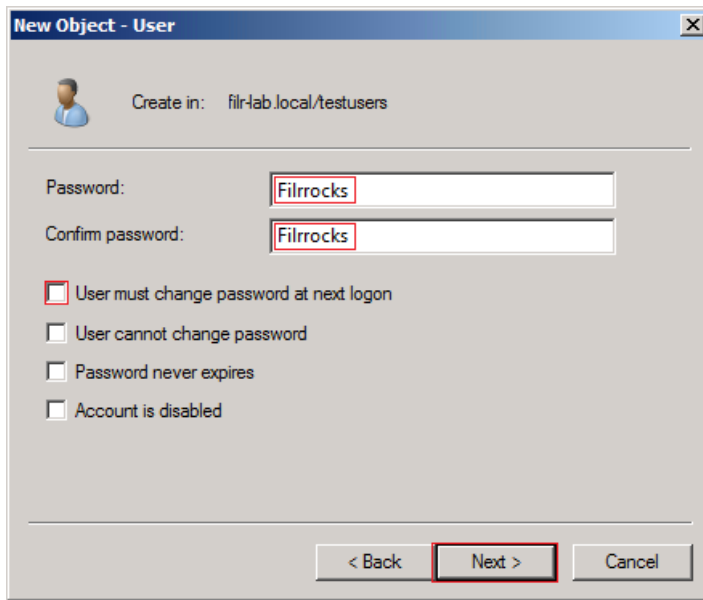 New Object - User
Create in: filr-lab.local/testusers
Password: Filrrocks
Confirm password: Filrrocks
User must change password at next logon
User cannot change password
Password never expires
Account is disabled
< Back Next > Cancel